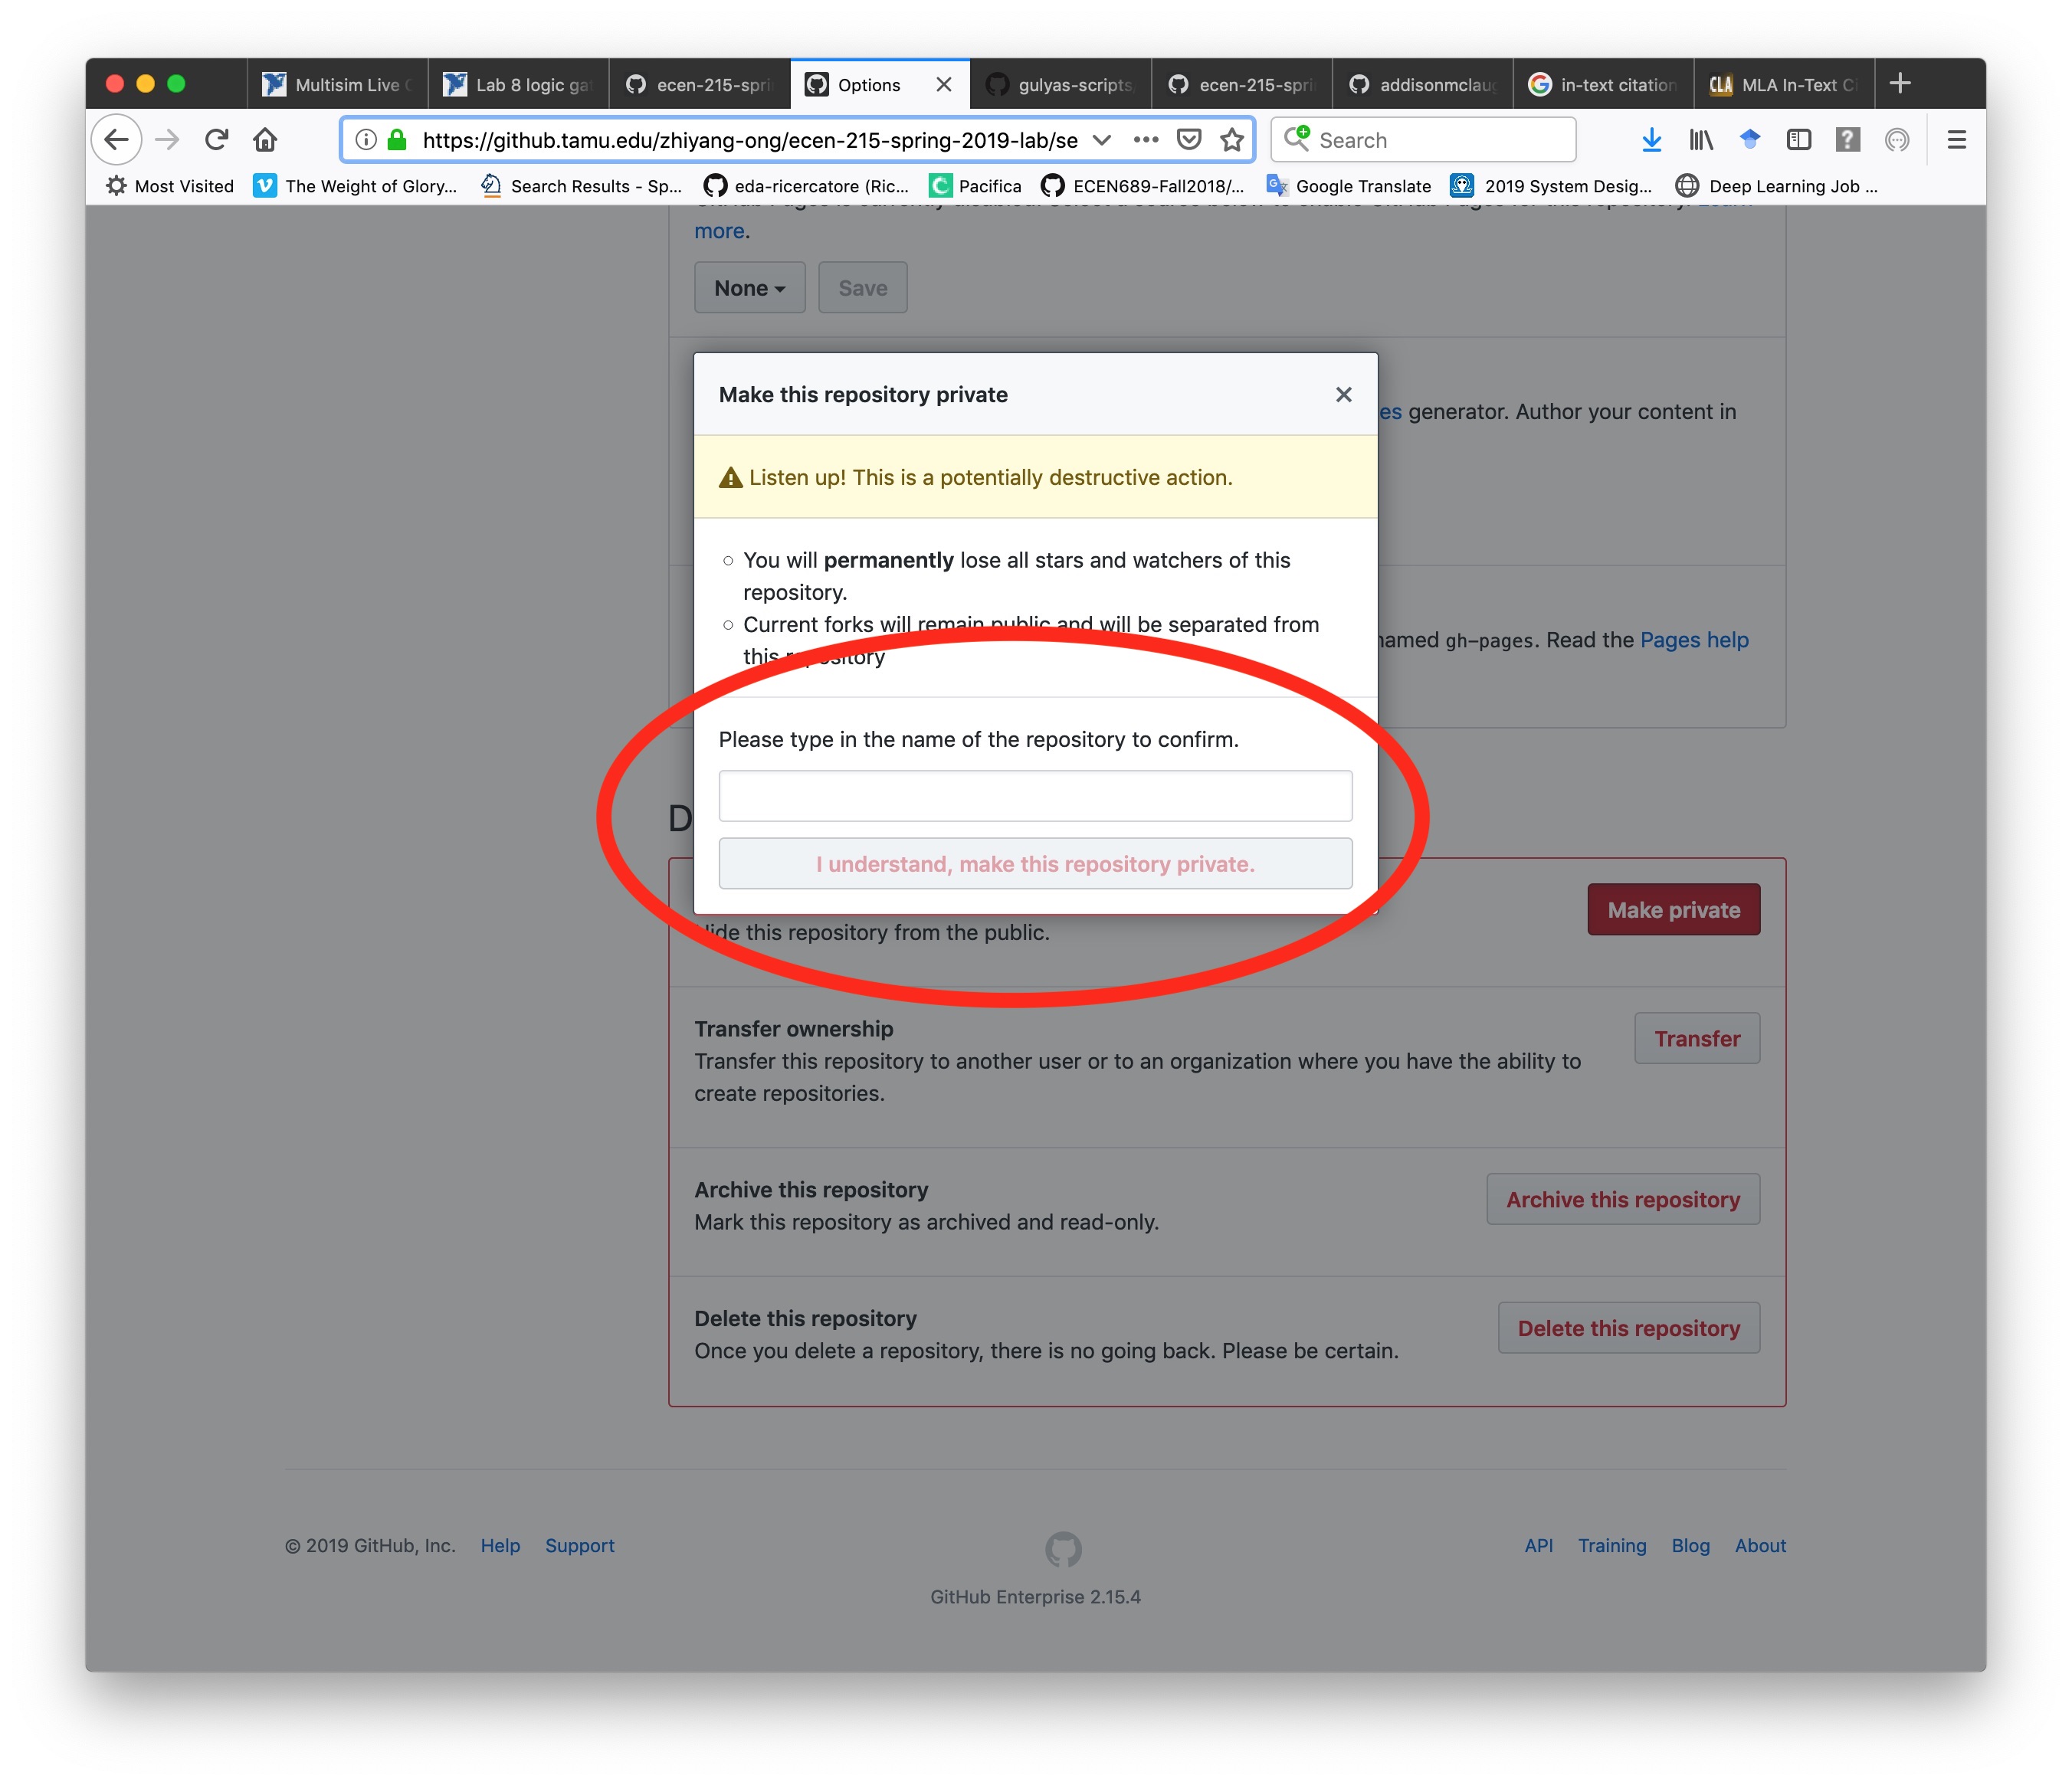 Multisim Live
Lab 8 logic ga
ecen-215-spri
Options
gulyas-scripts
ecen-215-spri
addisonmclaug
in-text citation
CLA
MLA In-Text C
https://github.tamu.edu/zhiyang-ong/ecen-215-spring-2019-lab/se
Search
Most Visited
The Weight of Glory...
Search Results - Sp...
eda-ricercatore (Ric...
Pacifica
ECEN689-Fall2018/...
Google Translate
2019 System Desig...
Deep Learning Job ...
more.
None
Save
Make this repository private
es generator. Author your content in
Listen up! This is a potentially destructive action.
You will permanently lose all stars and watchers of this
repository.
Current forks will remain public and will be separated from
this repository
named gh-pages. Read the Pages help
Please type in the name of the repository to confirm.
D
I understand, make this repository private.
Make private
Hide this repository from the public.
Transfer ownership
Transfer this repository to another user or to an organization where you have the ability to
create repositories.
Transfer
Archive this repository
Mark this repository as archived and read-only.
Archive this repository
Delete this repository
Once you delete a repository, there is no going back. Please be certain.
Delete this repository
© 2019 GitHub, Inc.
Help
Support
API
Training
Blog
About
GitHub Enterprise 2.15.4